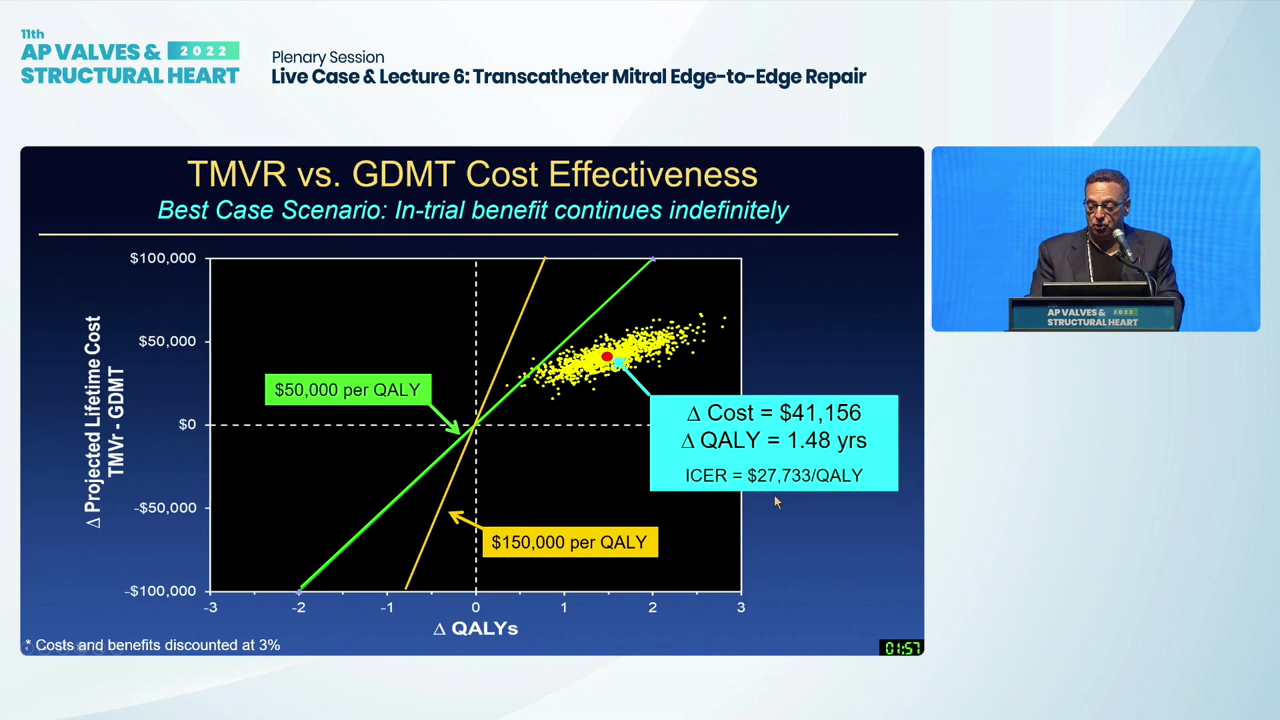 11th
AP VALVES & 2022
STRUCTURAL HEART
Plenary Session
Live Case & Lecture 6: Transcatheter Mitral Edge-to-Edge Repair
TMVR vs. GDMT Cost Effectiveness
Best Case Scenario: In-trial benefit continues indefinitely
$100,000
$50,000
$0
-$50,000
-$100,000
∆ Projected Lifetime Cost
TMVr - GDMT
$50,000 per QALY
$150,000 per QALY
∆ Cost = $41,156
∆ QALY = 1.48 yrs
ICER = $27,733/QALY
-3 -2 -1 0 1 2 3
∆ QALYs
* Costs and benefits discounted at 3%
01:57
11th
AP VALVES & 2022
STRUCTURAL HEART